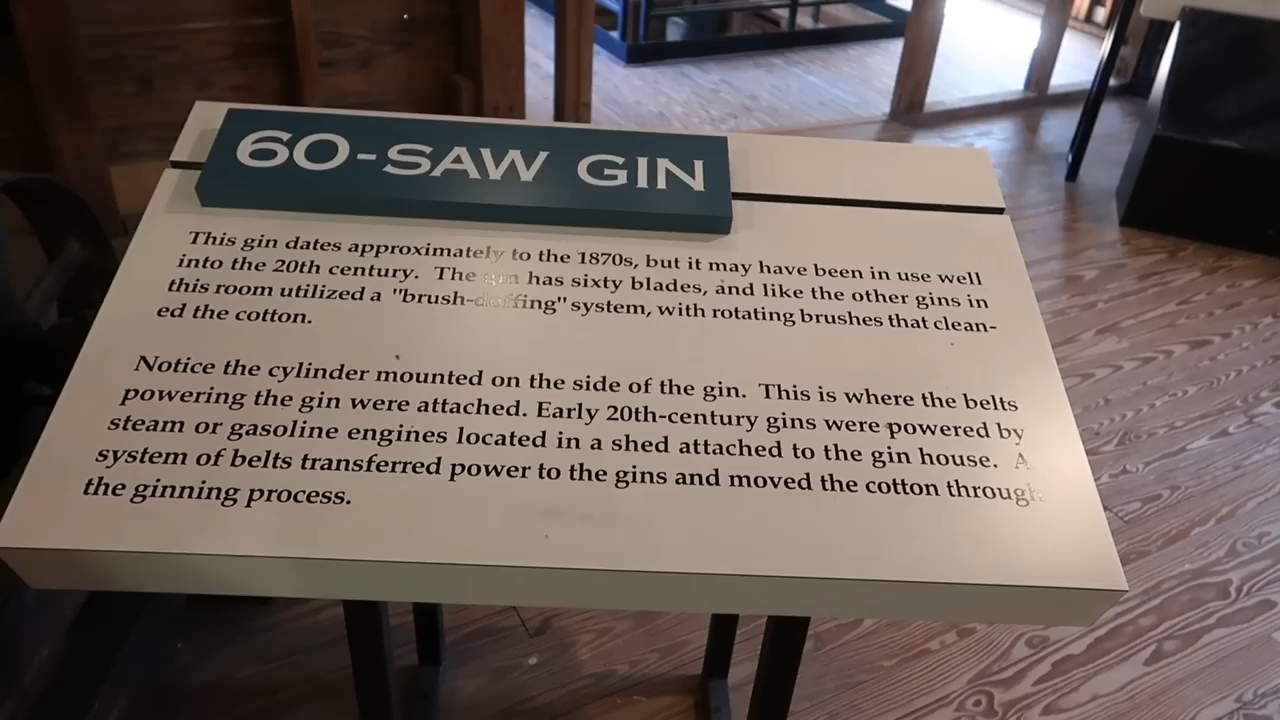 60-SAW GIN
This gin dates approximately to the 1870s, but it may have been in use well
into the 20th century. The gin has sixty blades, and like the other gins in
this room utilized a "brush-doffing" system, with rotating brushes that clean-
ed the cotton.
Notice the cylinder mounted on the side of the gin. This is where the belts
powering the gin were attached. Early 20th-century gins were powered by
steam or gasoline engines located in a shed attached to the gin house. A
system of belts transferred power to the gins and moved the cotton through
the ginning process.